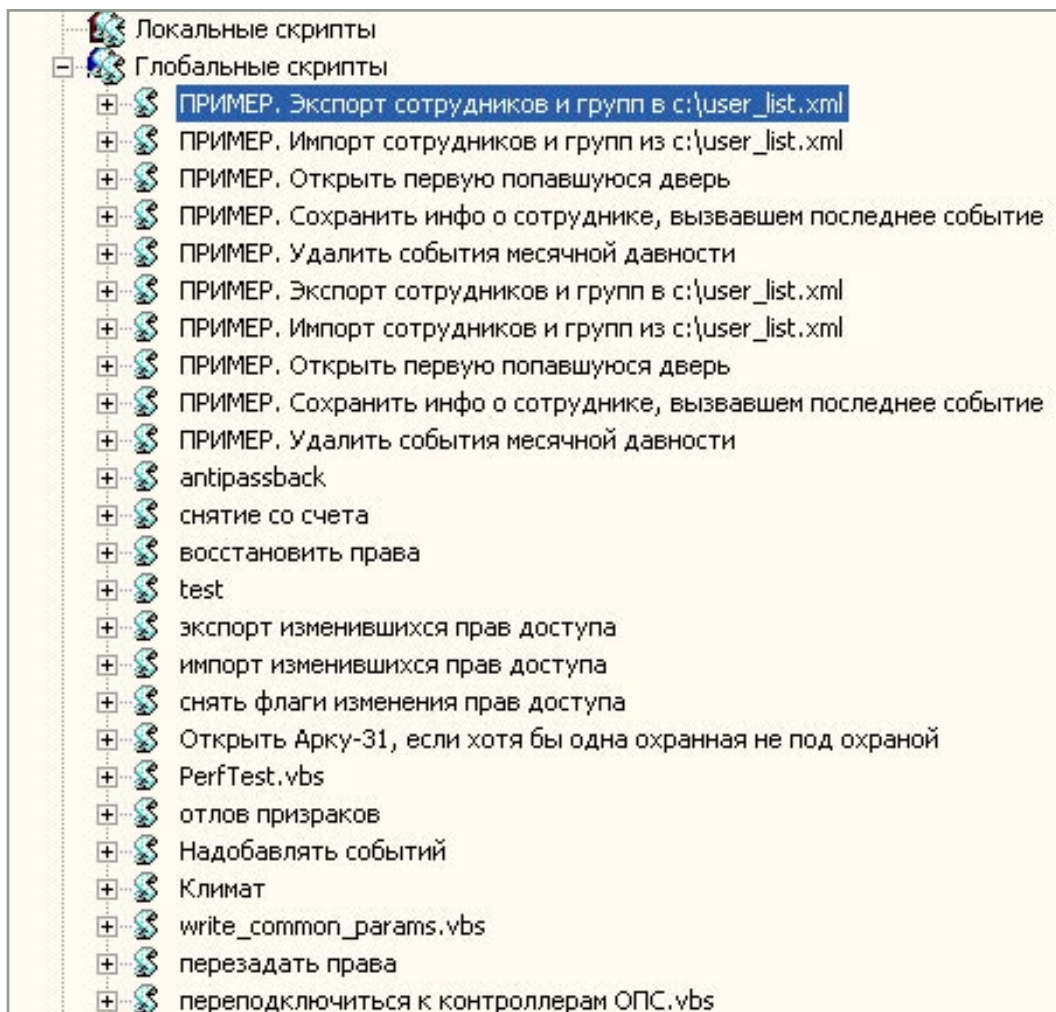 Локальные скрипты
Глобальные скрипты
ПРИМЕР. Экспорт сотрудников и групп в c:\user_list.xml
ПРИМЕР. Импорт сотрудников и групп из c:\user_list.xml
ПРИМЕР. Открыть первую попавшуюся дверь
ПРИМЕР. Сохранить инфо о сотруднике, вызвавшем последнее событие
ПРИМЕР. Удалить события месячной давности
ПРИМЕР. Экспорт сотрудников и групп в c:\user_list.xml
ПРИМЕР. Импорт сотрудников и групп из c:\user_list.xml
ПРИМЕР. Открыть первую попавшуюся дверь
ПРИМЕР. Сохранить инфо о сотруднике, вызвавшем последнее событие
ПРИМЕР. Удалить события месячной давности
antipassback
снятие со счета
восстановить права
test
экспорт изменившихся прав доступа
импорт изменившихся прав доступа
снять флаги изменения прав доступа
Открыть Арку-31, если хотя бы одна охранная не под охраной
PerfTest.vbs
отлов призраков
Надобавлять событий
Климат
write_common_params.vbs
перезадать права
переподключиться к контроллерам ОПС.vbs